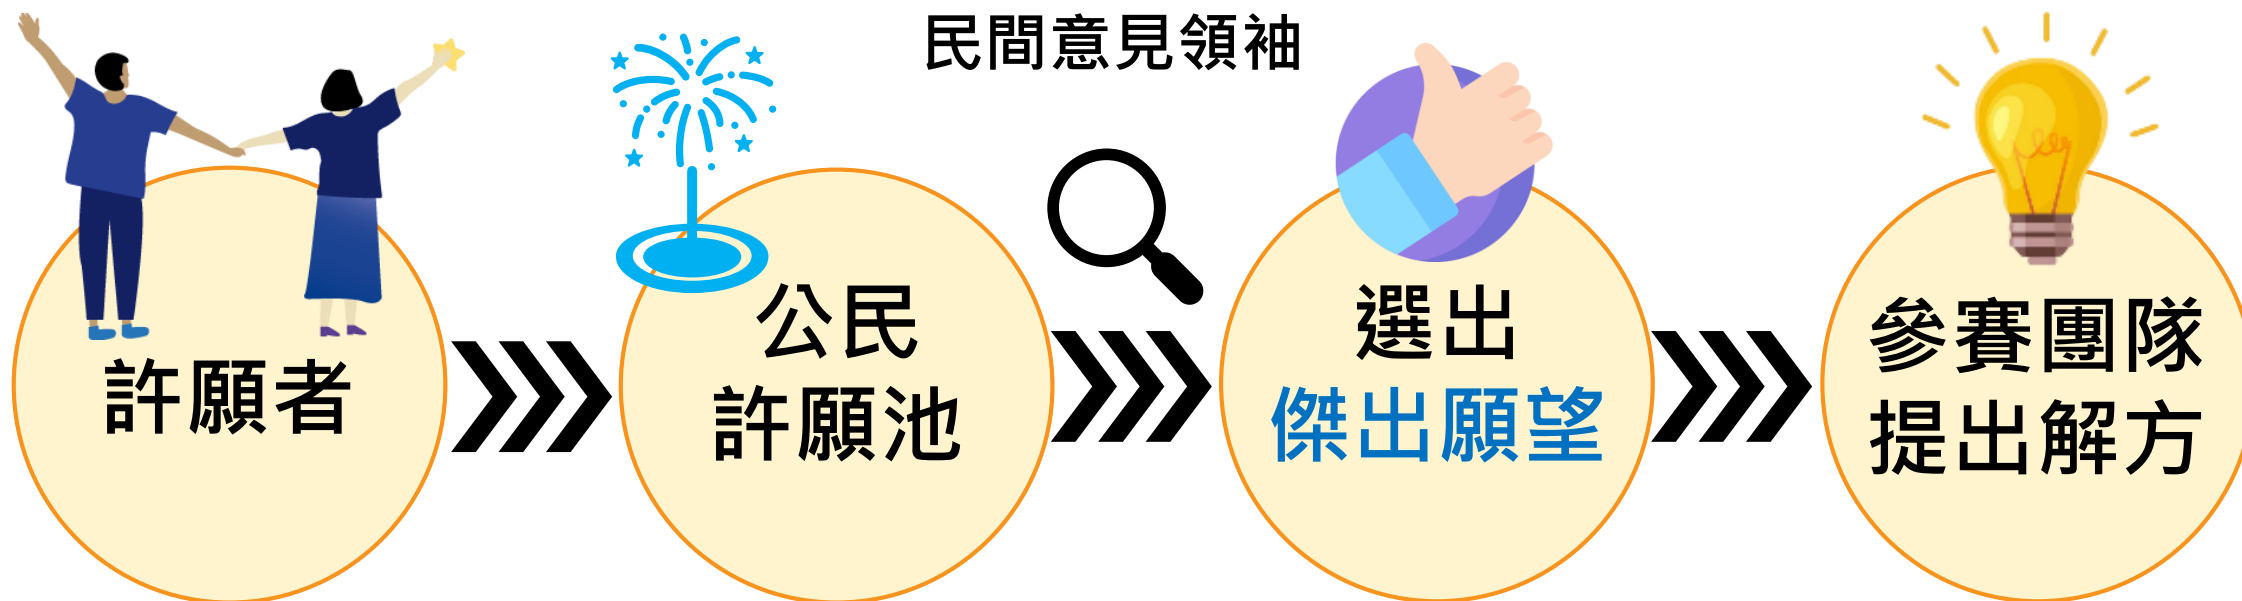 民間意見領袖
許願者
公民
許願池
選出
傑出願望
參賽團隊
提出解方